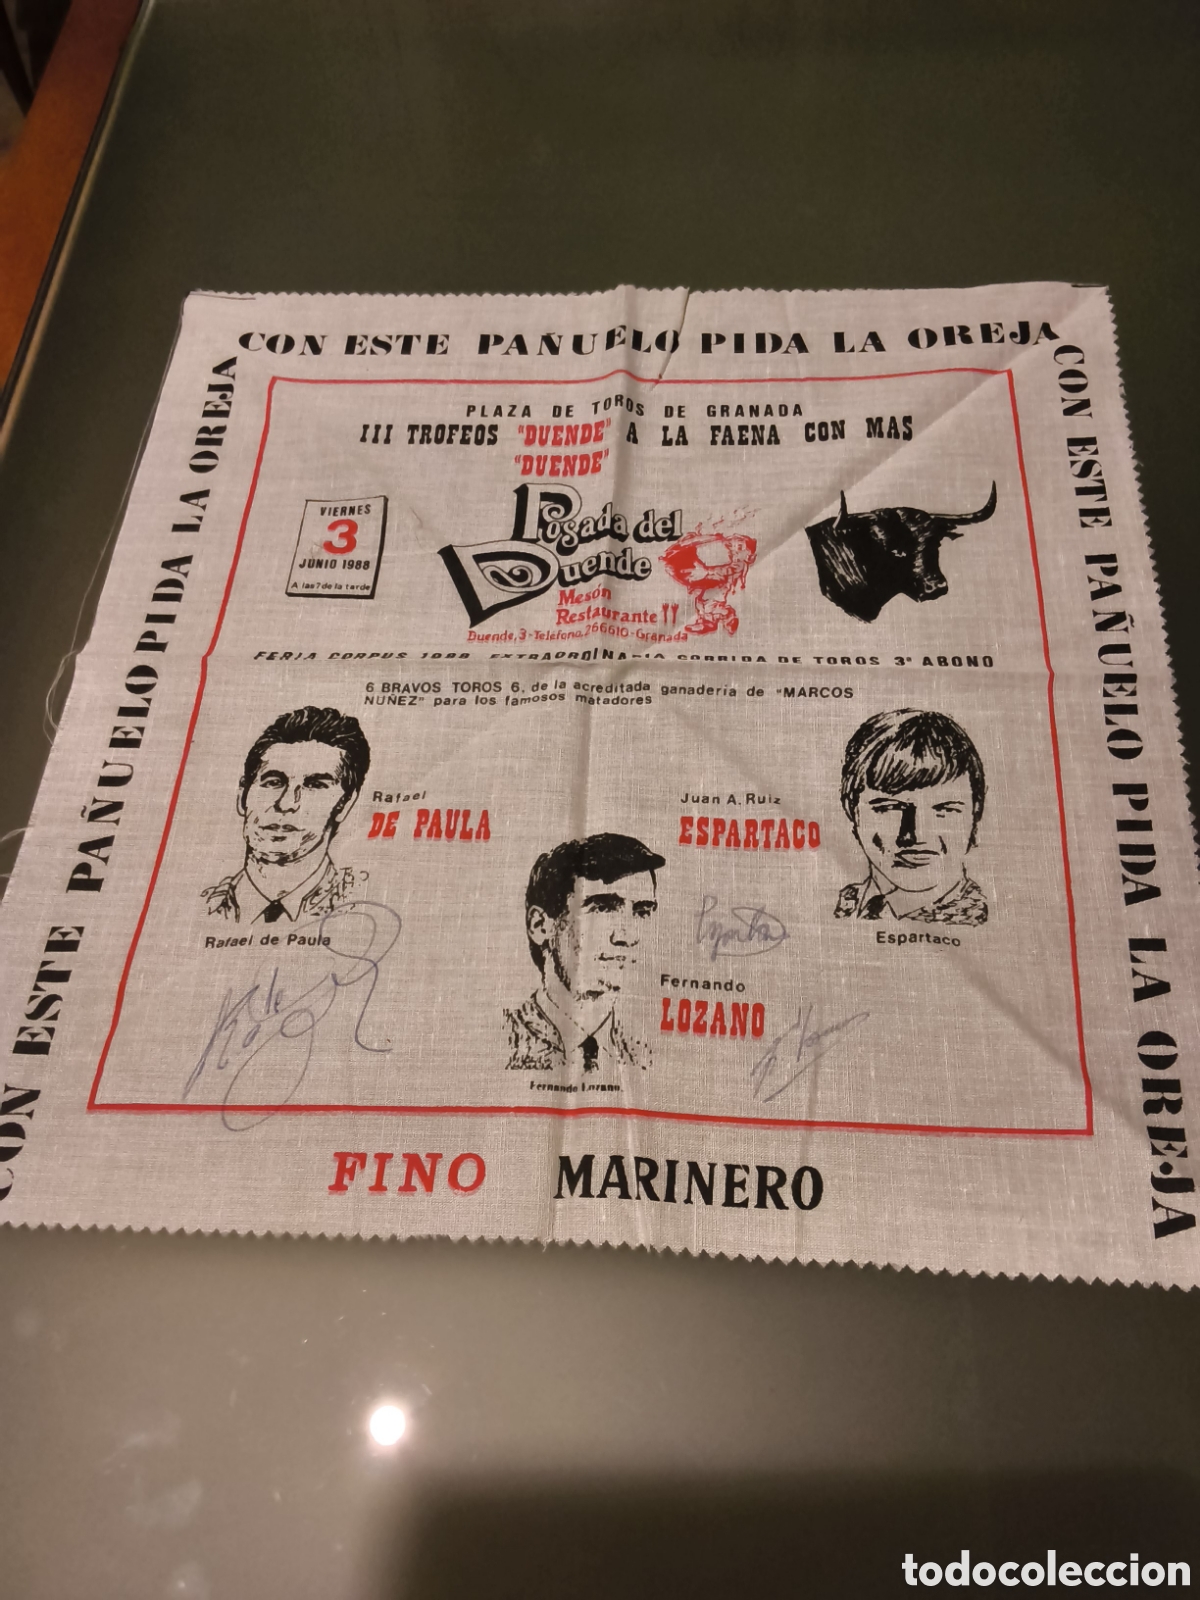 CON ESTE PAÑUELO PIDA LA OREJA
CON ESTE PAÑUELO PIDA LA OREJA
CON ESTE PAÑUELO PIDA LA OREJA
PLAZA DE TOROS DE GRANADA
III TROFEOS "DUENDE" A LA FAENA CON MAS
"DUENDE"
VIERNES
3
JUNIO 1988
A las 7 de la tarde
Posada del
Duende
Mesón
Restaurante
Duende, 3-Teléfono, 266610-Granada
FERIA CORPUS 1988 EXTRAORDINARIA CORRIDA DE TOROS 3ª ABONO
6 BRAVOS TOROS 6, de la acreditada ganadería de "MARCOS
NUÑEZ" para los famosos matadores
Rafael
DE PAULA
Juan A. Ruiz
ESPARTACO
Rafael de Paula
Espartaco
Fernando
LOZANO
Fernando Lozano.
FINO MARINERO
todocoleccion